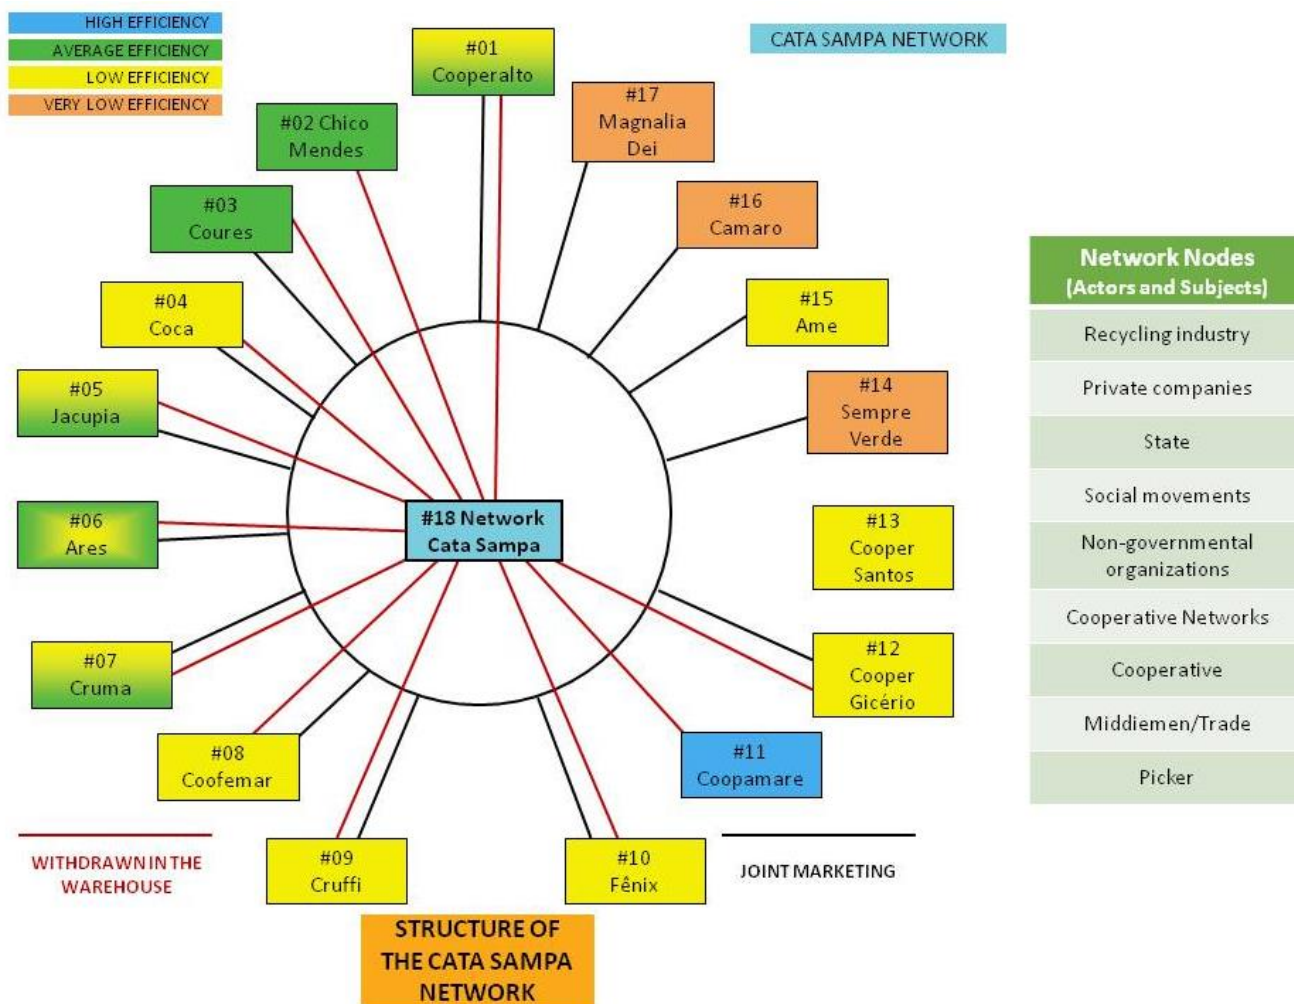 HIGH EFFICIENCY
AVERAGE EFFICIENCY
LOW EFFICIENCY
VERY LOW EFFICIENCY
CATA SAMPA NETWORK
#01
Cooperalto
#17
Magnalia
Dei
#02 Chico
Mendes
#16
Camaro
#03
Coures
#15
Ame
#04
Coca
#14
Sempre
Verde
#05
Jacupia
#18 Network
Cata Sampa
#13
Cooper
Santos
#06
Ares
#12
Cooper
Gicério
#07
Cruma
#11
Coopamare
#08
Coofemar
#10
Fênix
#09
Cruffi
WITHDRAWN IN THE
WAREHOUSE
JOINT MARKETING
STRUCTURE OF
THE CATA SAMPA
NETWORK
Network Nodes
(Actors and Subjects)
Recycling industry
Private companies
State
Social movements
Non-governmental
organizations
Cooperative Networks
Cooperative
Middiemen/Trade
Picker